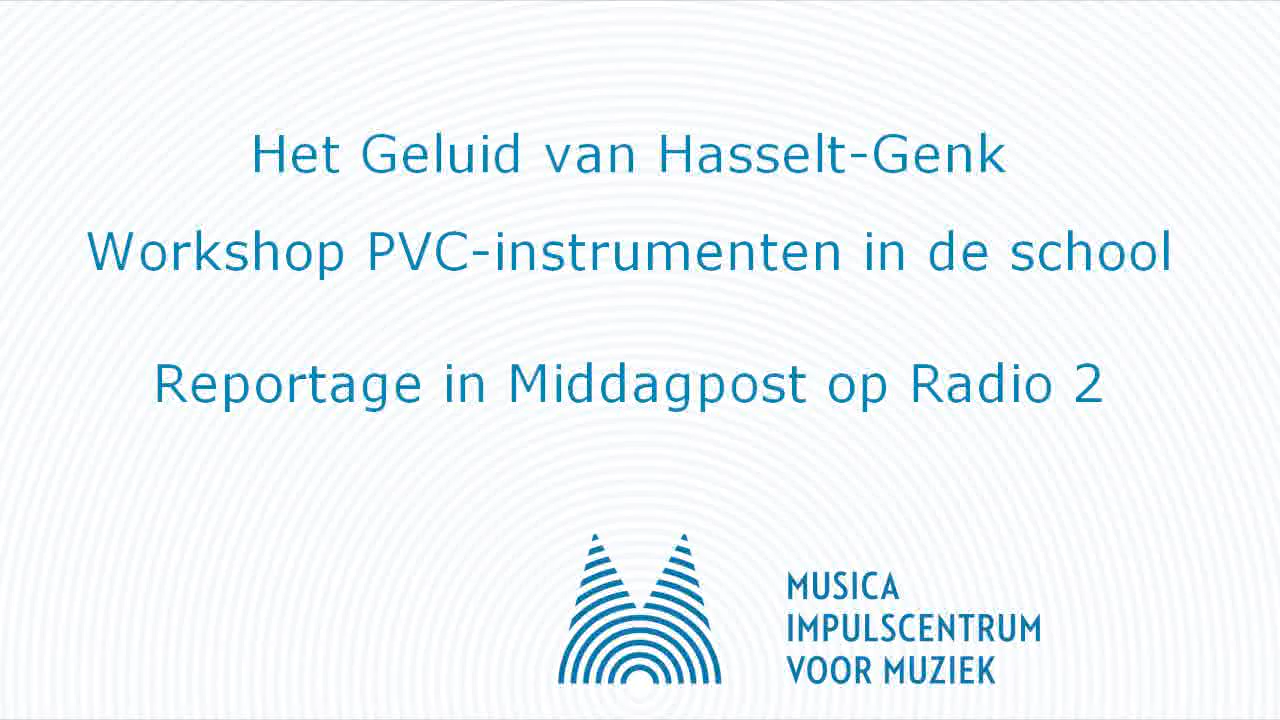 Het Geluid van Hasselt-Genk
Workshop PVC-instrumenten in de school
Reportage in Middagpost op Radio 2
MUSICA
IMPULSCENTRUM
VOOR MUZIEK